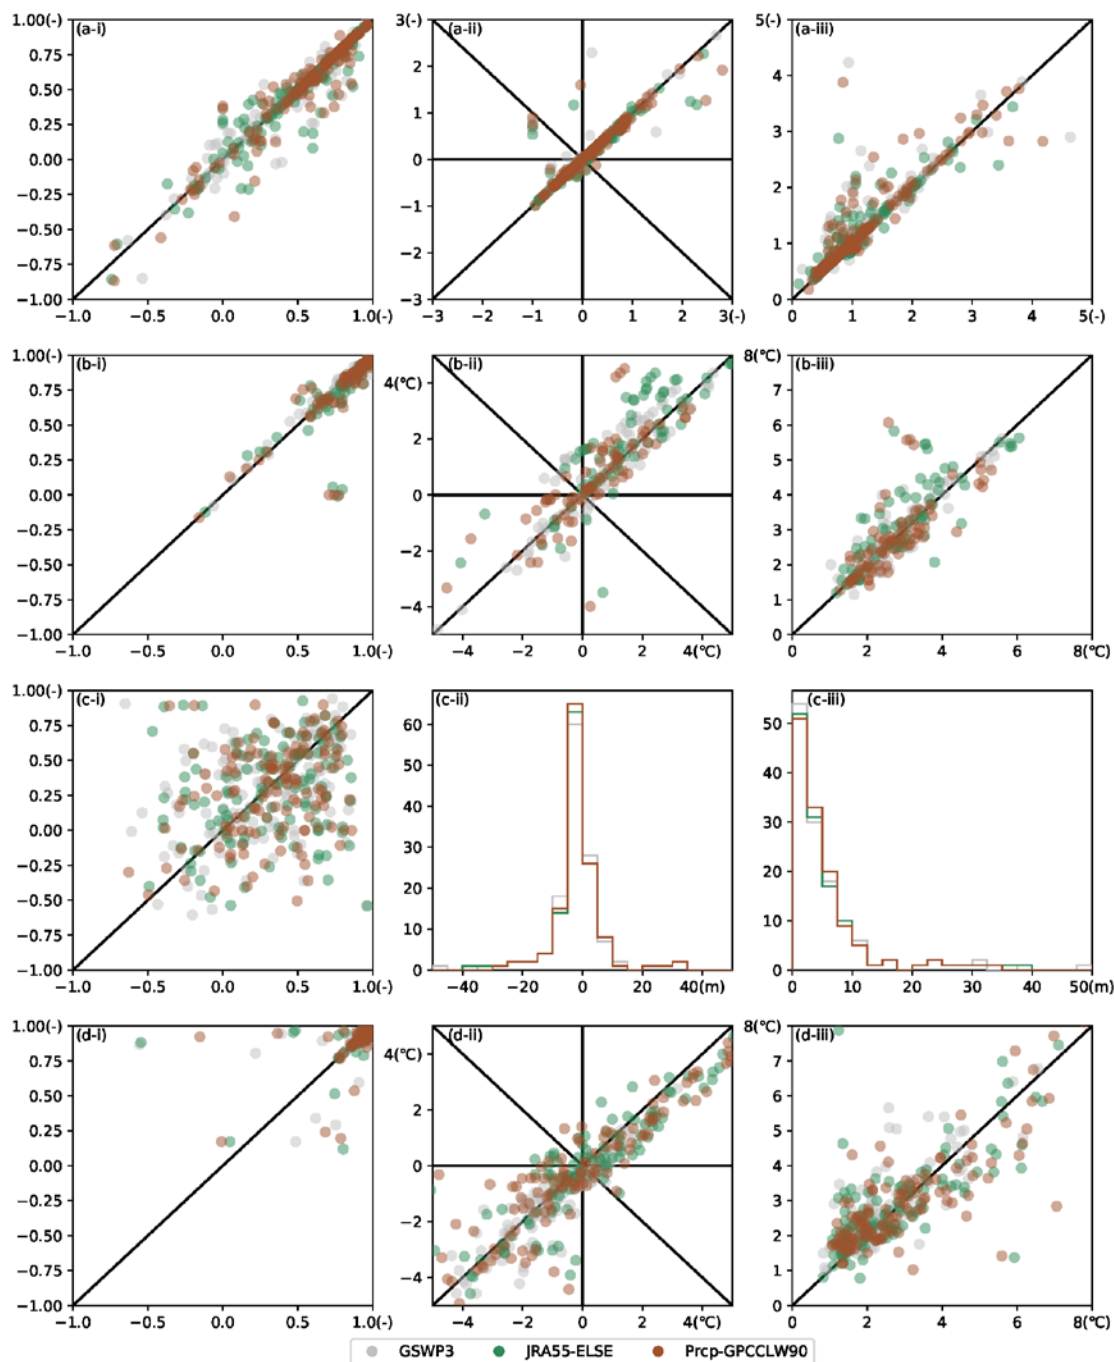 1.00(-) (a-i) 3(-) (a-ii) 5(-) (a-iii)
0.75 2 4
0.50 1 3
0.25
0.00 0 2
−0.25
−0.50 −1 1
−0.75 −2
−1.00 −3 0
−1.0 −0.5 0.0 0.5 1.0(-) −3 −2 −1 0 1 2 3(-) 0 1 2 3 4 5(-)
1.00(-) (b-i) 4(℃) (b-ii) 8(℃) (b-iii)
0.75 7
0.50 2 6
0.25 5
0.00 0 4
−0.25 3
−0.50 −2 2
−0.75 −4 1
−1.00 0
−1.0 −0.5 0.0 0.5 1.0(-) −4 −2 0 2 4(℃) 0 2 4 6 8(℃)
1.00(-) (c-i) (c-ii) (c-iii)
0.75 60 50
0.50 50 40
0.25 40
0.00 30 30
−0.25 20 20
−0.50 10 10
−0.75
−1.00 0 0
−1.0 −0.5 0.0 0.5 1.0(-) −40 −20 0 20 40(m) 0 10 20 30 40 50(m)
1.00(-) (d-i) 4(℃) (d-ii) 8(℃) (d-iii)
0.75 7
0.50 2 6
0.25 5
0.00 0 4
−0.25 3
−0.50 −2 2
−0.75 −4 1
−1.00 0
−1.0 −0.5 0.0 0.5 1.0(-) −4 −2 0 2 4(℃) 0 2 4 6 8(℃)
GSWP3 JRA55-ELSE Prcp-GPCCLW90